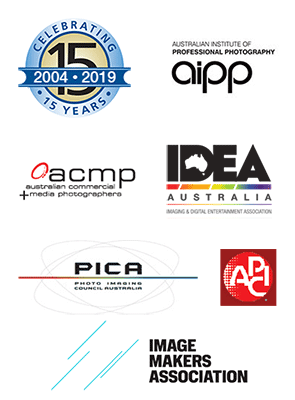 CELEBRATING
15
2004 • 2019
• 15 YEARS •
AUSTRALIAN INSTITUTE OF
PROFESSIONAL PHOTOGRAPHY
aipp
acmp
australian commercial
+media photographers
IDEA
AUSTRALIA
IMAGING & DIGITAL ENTERTAINMENT ASSOCIATION
PICA
PHOTO IMAGING
COUNCIL AUSTRALIA
APIC
IMAGE
MAKERS
ASSOCIATION